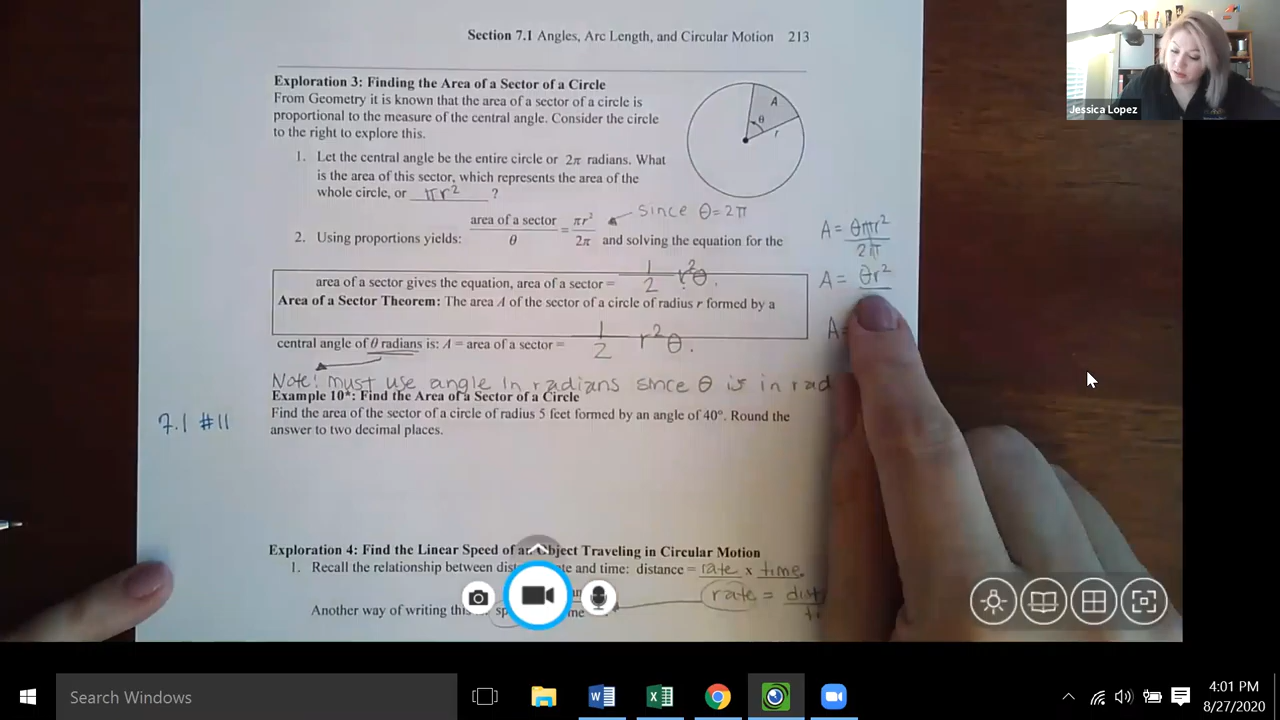 Section 7.1 Angles, Arc Length, and Circular Motion 213
Jessica Lopez
Exploration 3: Finding the Area of a Sector of a Circle
From Geometry it is known that the area of a sector of a circle is
proportional to the measure of the central angle. Consider the circle
to the right to explore this.
A
θ
r
1. Let the central angle be the entire circle or 2π radians. What
is the area of this sector, which represents the area of the
whole circle, or πr² ?
since θ=2π
2. Using proportions yields: area of a sector / θ = πr² / 2π and solving the equation for the
A = θπr² / 2π
area of a sector gives the equation, area of a sector = 1/2 r²θ.
A = θr²
Area of a Sector Theorem: The area A of the sector of a circle of radius r formed by a
A=
central angle of θ radians is: A = area of a sector = 1/2 r²θ.
Note: must use angle in radians since θ is in rad
Example 10*: Find the Area of a Sector of a Circle
7.1 #11
Find the area of the sector of a circle of radius 5 feet formed by an angle of 40°. Round the
answer to two decimal places.
Exploration 4: Find the Linear Speed of an Object Traveling in Circular Motion
1. Recall the relationship between dist te and time: distance = rate x time.
Another way of writing thi sp me
rate = dist
Search Windows
4:01 PM
8/27/2020